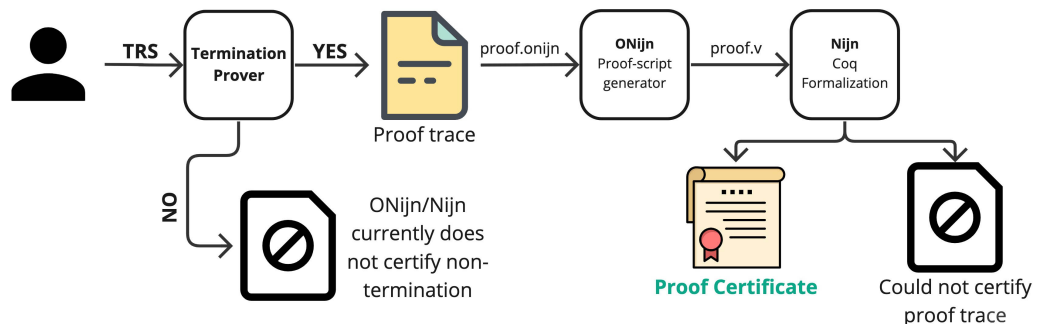 TRS
Termination
Prover
YES
Proof trace
proof.onijn
ONijn
Proof-script
generator
proof.v
Nijn
Coq
Formalization
NO
ONijn/Nijn
currently does
not certify non-
termination
Proof Certificate
Could not certify
proof trace